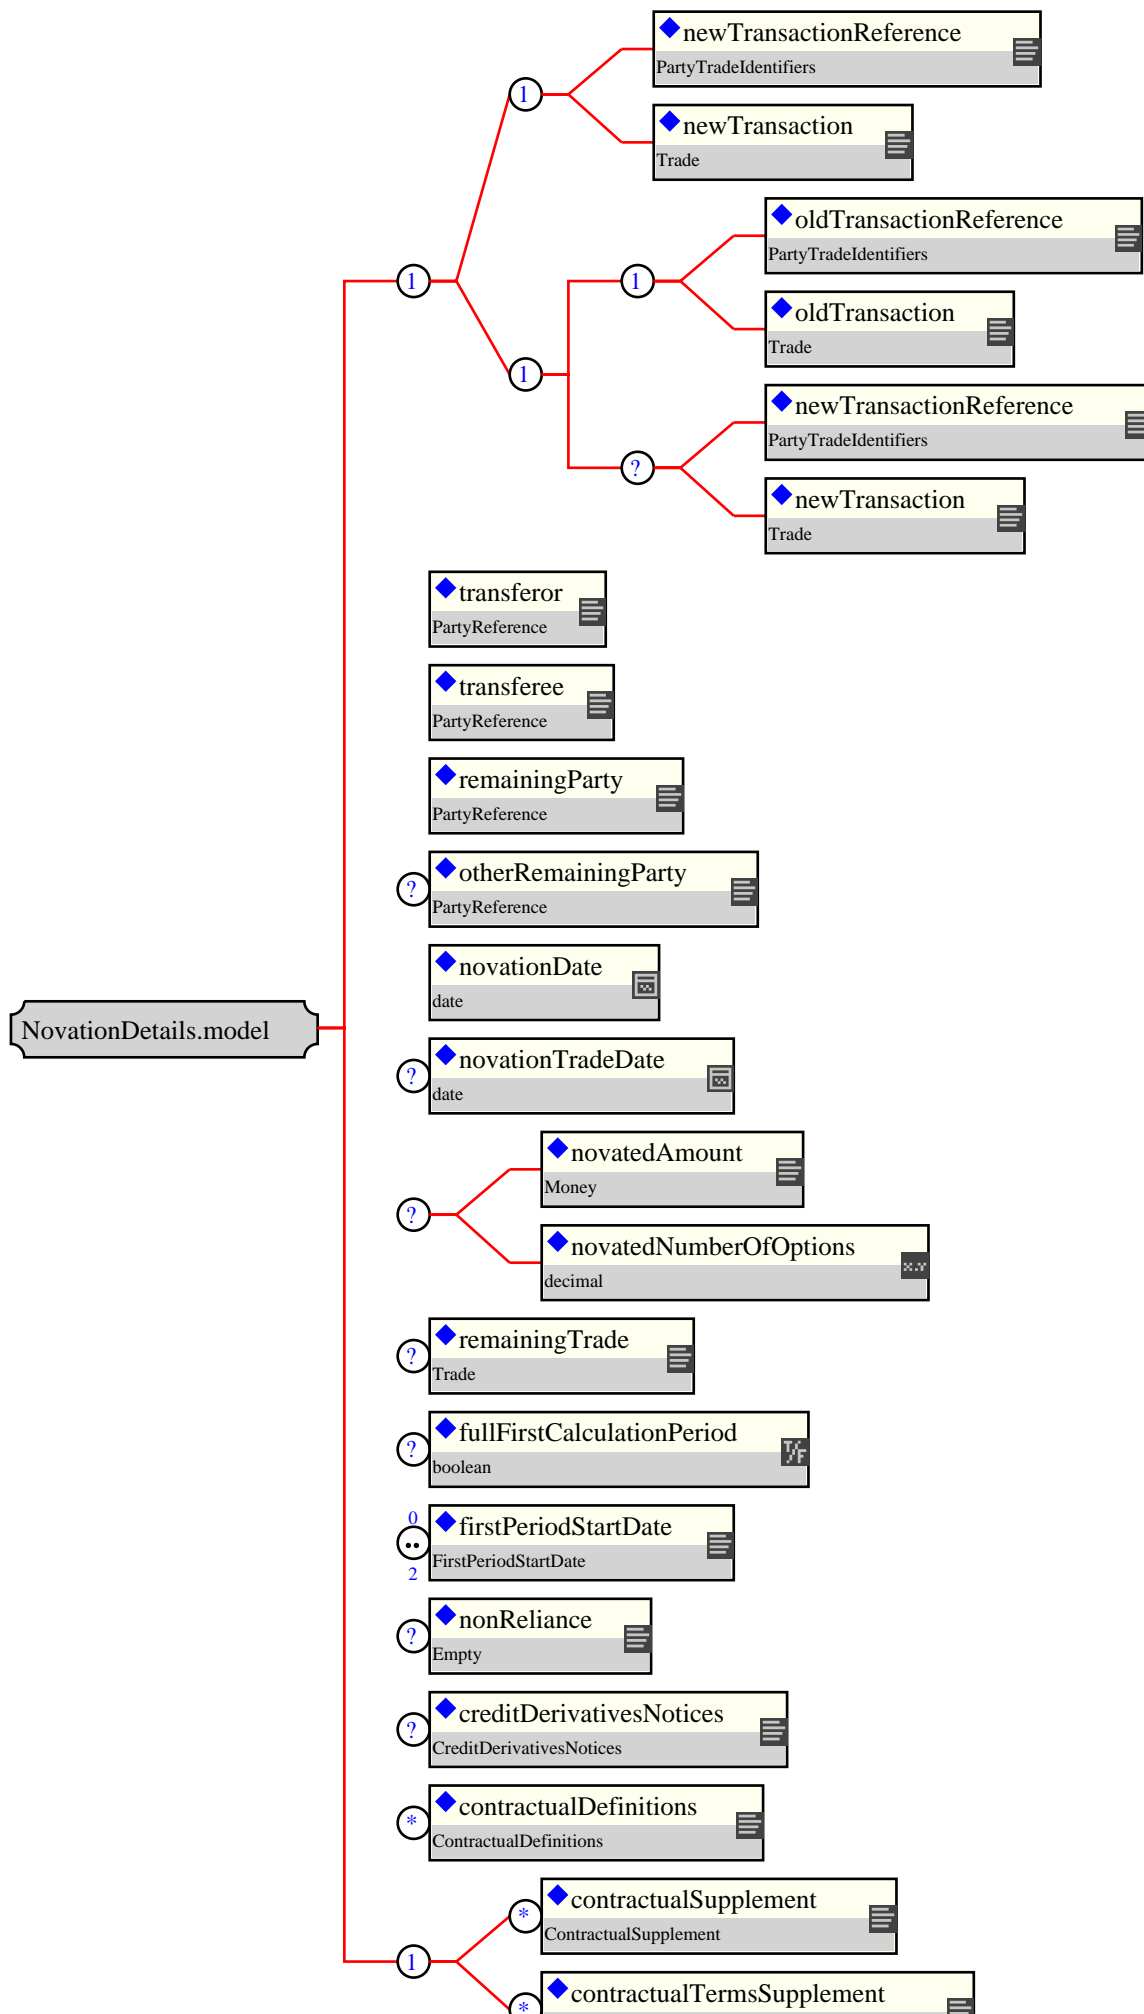 newTransactionReference
PartyTradeIdentifiers
1
newTransaction
Trade
oldTransactionReference
PartyTradeIdentifiers
1
1
oldTransaction
Trade
1
newTransactionReference
PartyTradeIdentifiers
?
newTransaction
Trade
transferor
PartyReference
transferee
PartyReference
remainingParty
PartyReference
?
otherRemainingParty
PartyReference
novationDate
date
NovationDetails.model
?
novationTradeDate
date
novatedAmount
Money
?
novatedNumberOfOptions
decimal
x.y
?
remainingTrade
Trade
?
fullFirstCalculationPeriod
boolean
T/F
0
..
2
firstPeriodStartDate
FirstPeriodStartDate
?
nonReliance
Empty
?
creditDerivativesNotices
CreditDerivativesNotices
*
contractualDefinitions
ContractualDefinitions
*
contractualSupplement
ContractualSupplement
1
*
contractualTermsSupplement